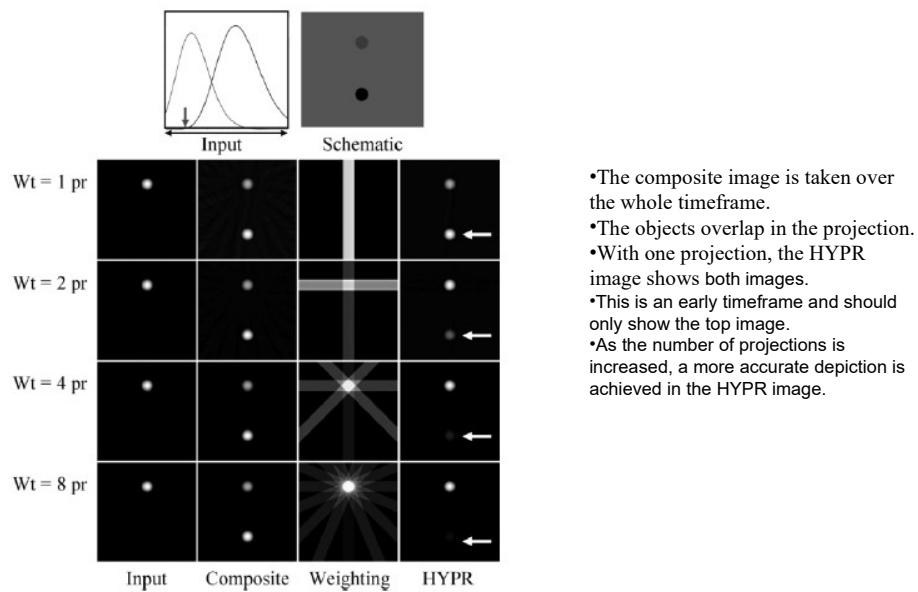 Input
Schematic
Wt = 1 pr
Wt = 2 pr
Wt = 4 pr
Wt = 8 pr
Input
Composite
Weighting
HYPR
•The composite image is taken over
the whole timeframe.
•The objects overlap in the projection.
•With one projection, the HYPR
image shows both images.
•This is an early timeframe and should
only show the top image.
•As the number of projections is
increased, a more accurate depiction is
achieved in the HYPR image.